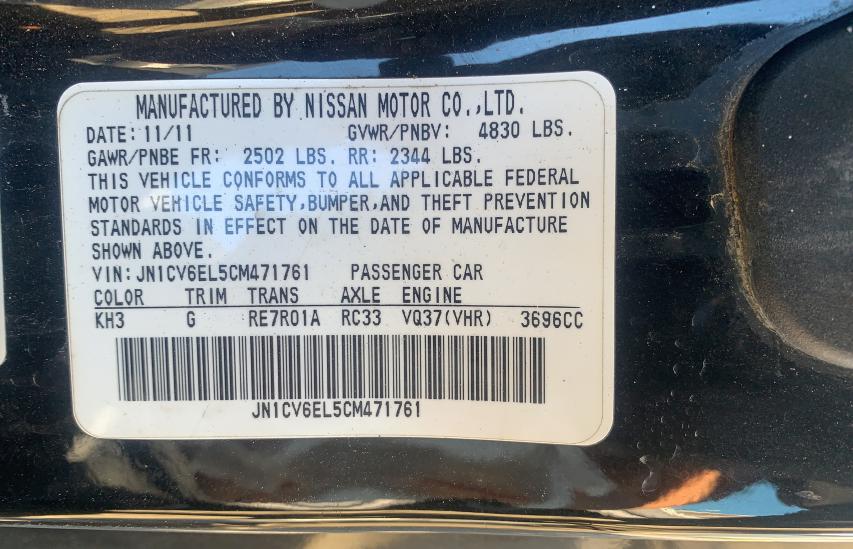 MANUFACTURED BY NISSAN MOTOR CO.,LTD.
DATE: 11/11 GVWR/PNBV: 4830 LBS.
GAWR/PNBE FR: 2502 LBS. RR: 2344 LBS.
THIS VEHICLE CONFORMS TO ALL APPLICABLE FEDERAL
MOTOR VEHICLE SAFETY,BUMPER,AND THEFT PREVENTION
STANDARDS IN EFFECT ON THE DATE OF MANUFACTURE
SHOWN ABOVE.
VIN: JN1CV6EL5CM471761 PASSENGER CAR
COLOR TRIM TRANS AXLE ENGINE
KH3 G RE7R01A RC33 VQ37(VHR) 3696CC
JN1CV6EL5CM471761